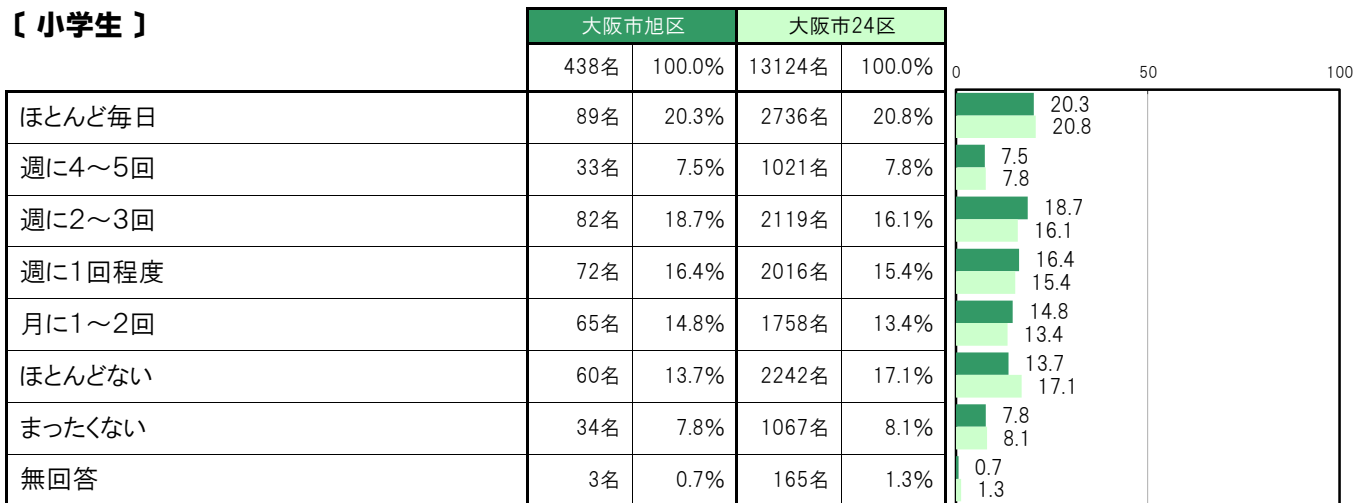 〔 小学生 〕
大阪市旭区 大阪市24区
438名 100.0% 13124名 100.0% 0 50 100
ほとんど毎日 89名 20.3% 2736名 20.8% 20.3
20.8
週に4～5回 33名 7.5% 1021名 7.8% 7.5
7.8
週に2～3回 82名 18.7% 2119名 16.1% 18.7
16.1
週に1回程度 72名 16.4% 2016名 15.4% 16.4
15.4
月に1～2回 65名 14.8% 1758名 13.4% 14.8
13.4
ほとんどない 60名 13.7% 2242名 17.1% 13.7
17.1
まったくない 34名 7.8% 1067名 8.1% 7.8
8.1
無回答 3名 0.7% 165名 1.3% 0.7
1.3